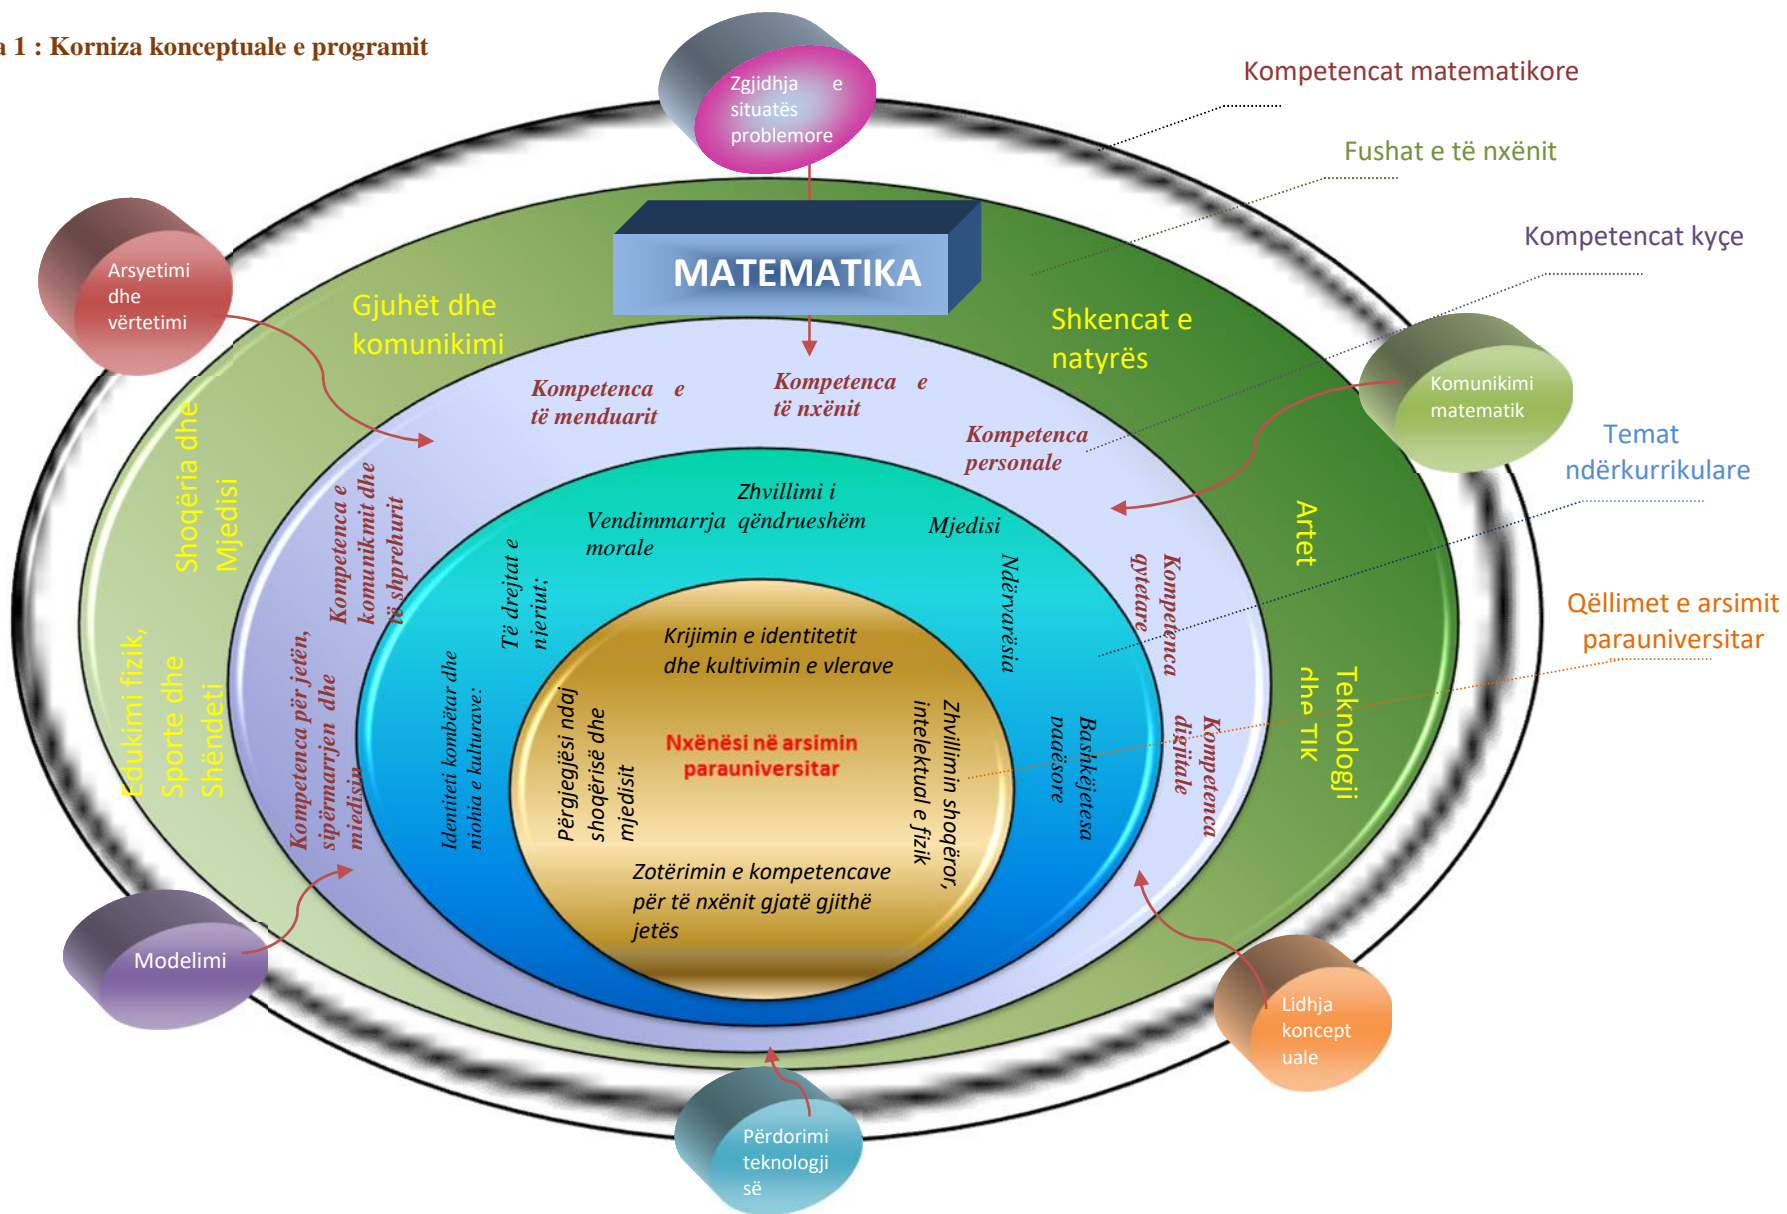 a 1 : Korniza konceptuale e programit
Zgjidhja e
situatës
problemore
Kompetencat matematikore
Fushat e të nxënit
Kompetencat kyçe
Temat
ndërkurrikulare
Qëllimet e arsimit
parauniversitar
Arsyetimi
dhe
vërtetimi
MATEMATIKA
Gjuhët dhe
komunikimi
Shkencat e
natyrës
Komunikimi
matematik
Shoqëria dhe
Mjedisi
Edukimi fizik,
Sporte dhe
Shëndeti
Artet
Teknologji
dhe TIK
Kompetenca e
të menduarit
Kompetenca e
të nxënit
Kompetenca
personale
Kompetenca e
komuniknmit dhe
të shprehurit
Kompetenca për jetën,
sipërmarrjen dhe
mjedisin
Kompetenca
qytetare
Kompetenca
digjitale
Zhvillimi i
Vendimmarrja qëndrueshëm
morale
Mjedisi
Të drejtat e
njeriut;
Ndërvarësia
Identiteti kombëtar dhe
njohja e kulturave:
Bashkëjetesa
paqësore
Krijimin e identitetit
dhe kultivimin e vlerave
Përgjegjësi ndaj
shoqërisë dhe
mjedisit
Nxënësi në arsimin
parauniversitar
Zhvillimin shoqëror,
intelektual e fizik
Zotërimin e kompetencave
për të nxënit gjatë gjithë
jetës
Modelimi
Lidhja
koncept
uale
Përdorimi
teknologji
së